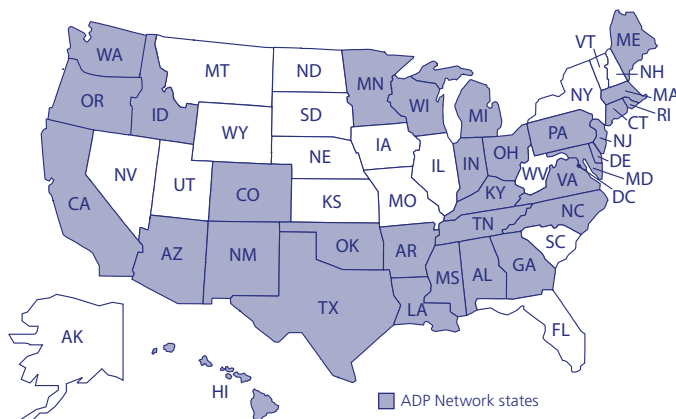 WA
MT
ND
MN
VT
ME
NH
OR
ID
SD
WI
MI
NY
MA
RI
CT
WY
IA
PA
NJ
NE
OH
DE
NV
UT
IL
IN
WV
MD
CO
VA
DC
CA
KS
MO
KY
NC
TN
AZ
NM
OK
AR
SC
MS
AL
GA
TX
LA
FL
AK
HI
ADP Network states